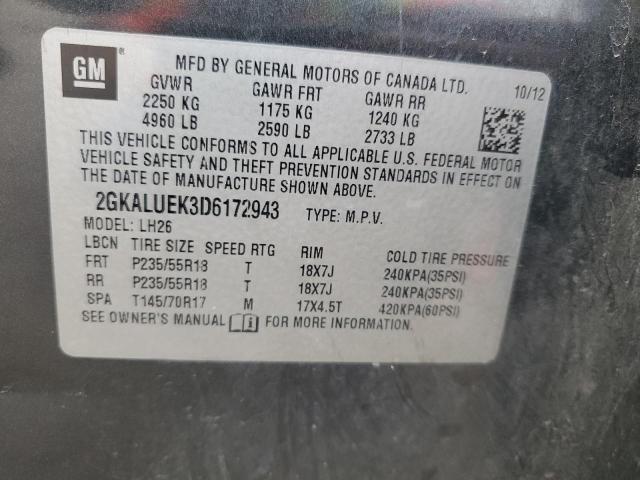 GM ®
MFD BY GENERAL MOTORS OF CANADA LTD.
GVWR GAWR FRT GAWR RR 10/12
2250 KG 1175 KG 1240 KG
4960 LB 2590 LB 2733 LB
THIS VEHICLE CONFORMS TO ALL APPLICABLE U.S. FEDERAL MOTOR
VEHICLE SAFETY AND THEFT PREVENTION STANDARDS IN EFFECT ON
THE DATE OF MANUFACTURE SHOWN ABOVE.
2GKALUEK3D6172943 TYPE: M.P.V.
MODEL: LH26
LBCN TIRE SIZE SPEED RTG RIM COLD TIRE PRESSURE
FRT P235/55R18 T 18X7J 240KPA(35PSI)
RR P235/55R18 T 18X7J 240KPA(35PSI)
SPA T145/70R17 M 17X4.5T 420KPA(60PSI)
SEE OWNER'S MANUAL FOR MORE INFORMATION.